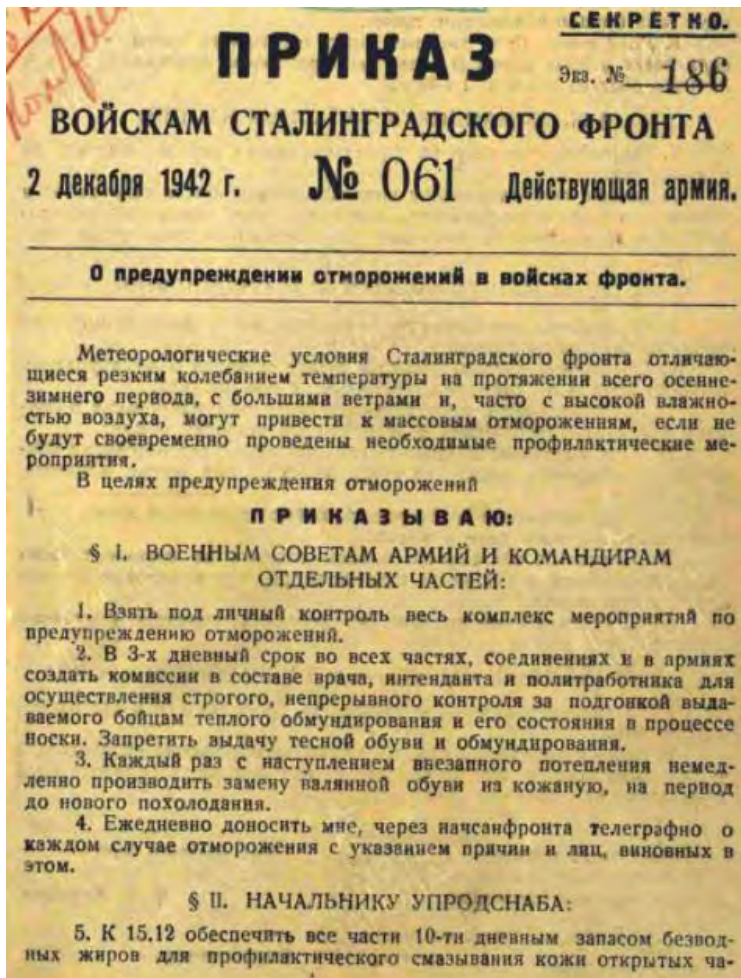 СЕКРЕТНО.
ПРИКАЗ
Экз. № 186
ВОЙСКАМ СТАЛИНГРАДСКОГО ФРОНТА
2 декабря 1942 г. № 061 Действующая армия.
О предупреждении отморожений в войсках фронта.
Метеорологические условия Сталинградского фронта отличаю-
щиеся резким колебанием температуры на протяжении всего осенне-
зимнего периода, с большими ветрами и, часто с высокой влажно-
стью воздуха, могут привести к массовым отморожениям, если не
будут своевременно проведены необходимые профилактические ме-
роприятия.
В целях предупреждения отморожений
ПРИКАЗЫВАЮ:
§ I. ВОЕННЫМ СОВЕТАМ АРМИЙ И КОМАНДИРАМ
ОТДЕЛЬНЫХ ЧАСТЕЙ:
1. Взять под личный контроль весь комплекс мероприятий по
предупреждению отморожений.
2. В 3-х дневный срок во всех частях, соединениях и в армиях
создать комиссии в составе врача, интенданта и политработника для
осуществления строгого, непрерывного контроля за подгонкой выда-
ваемого бойцам теплого обмундирования и его состояния в процессе
носки. Запретить выдачу тесной обуви и обмундирования.
3. Каждый раз с наступлением внезапного потепления немед-
ленно производить замену валянной обуви на кожаную, на период
до нового похолодания.
4. Ежедневно доносить мне, через начсанфронта телеграфно о
каждом случае отморожения с указанием причин и лиц, виновных в
этом.
§ II. НАЧАЛЬНИКУ УПРОДСНАБА:
5. К 15.12 обеспечить все части 10-ти дневным запасом безвод-
ных жиров для профилактического смазывания кожи открытых ча-